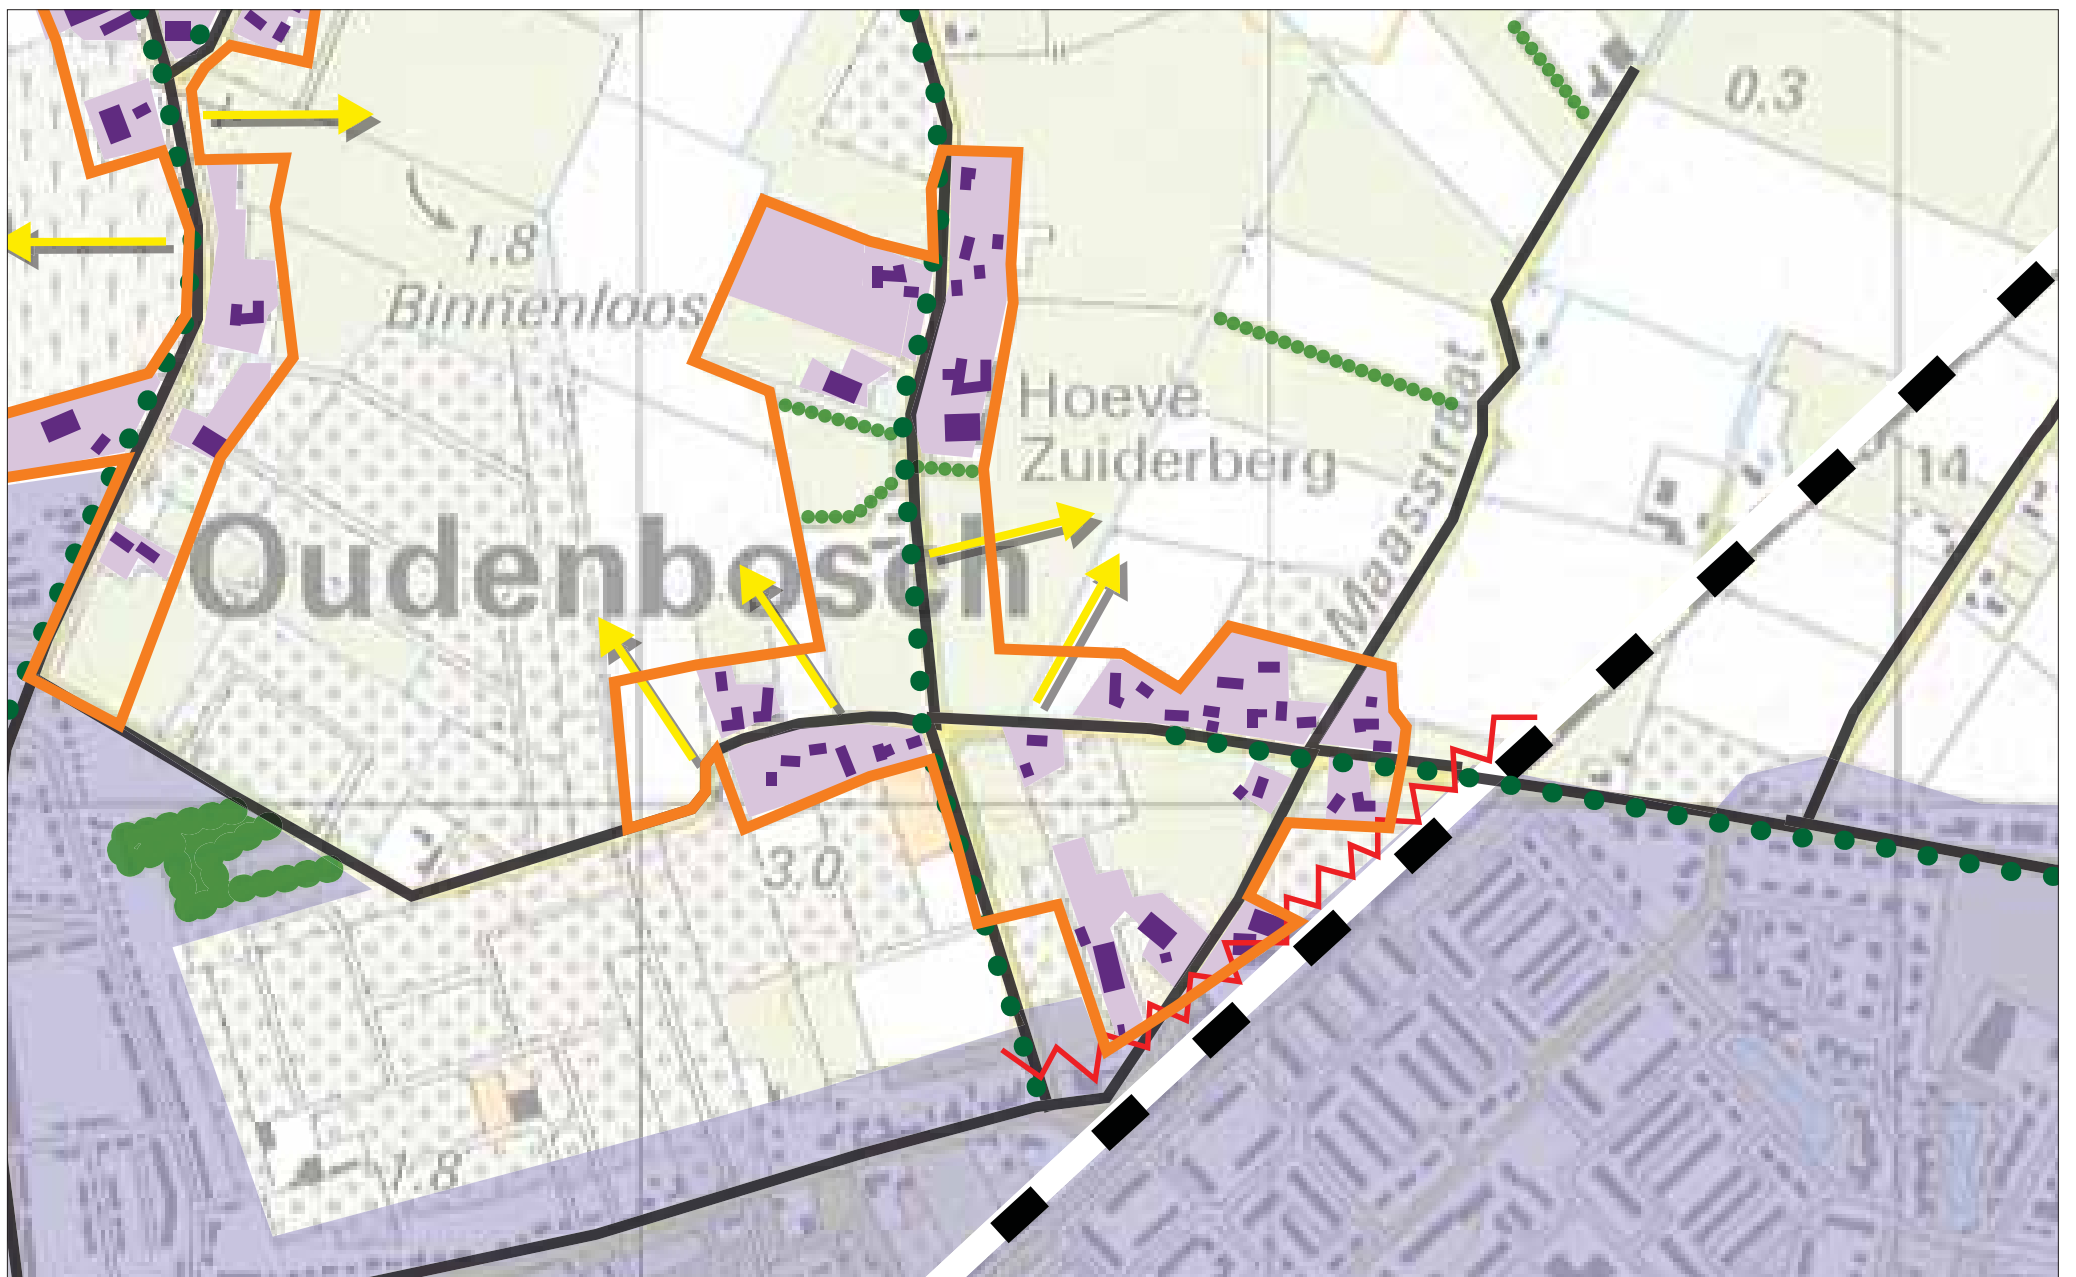 0.3
1.8
Binnenloos
Hoeve
Zuiderberg
Maasstraat
14
Oudenbosch
3.0
1.8